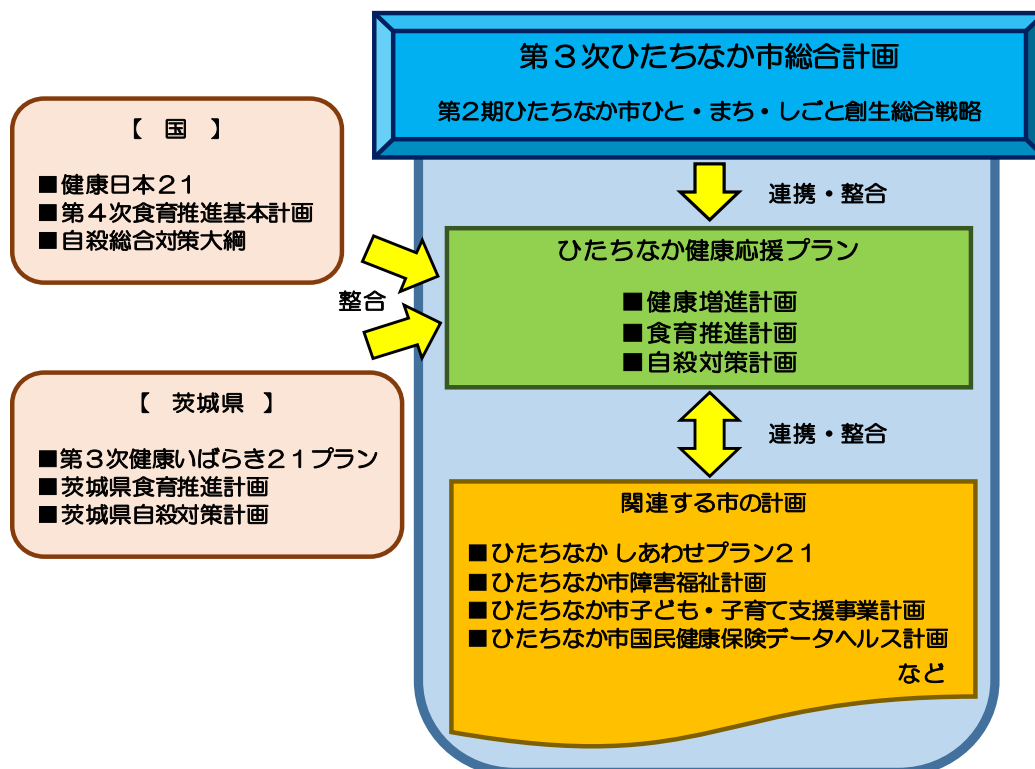 第3次ひたちなか市総合計画
第2期ひたちなか市ひと・まち・しごと創生総合戦略
【 国 】
■健康日本21
■第4次食育推進基本計画
■自殺総合対策大綱
連携・整合
整合
ひたちなか健康応援プラン
■健康増進計画
■食育推進計画
■自殺対策計画
【 茨城県 】
■第3次健康いばらき21プラン
■茨城県食育推進計画
■茨城県自殺対策計画
連携・整合
関連する市の計画
■ひたちなか しあわせプラン21
■ひたちなか市障害福祉計画
■ひたちなか市子ども・子育て支援事業計画
■ひたちなか市国民健康保険データヘルス計画
など